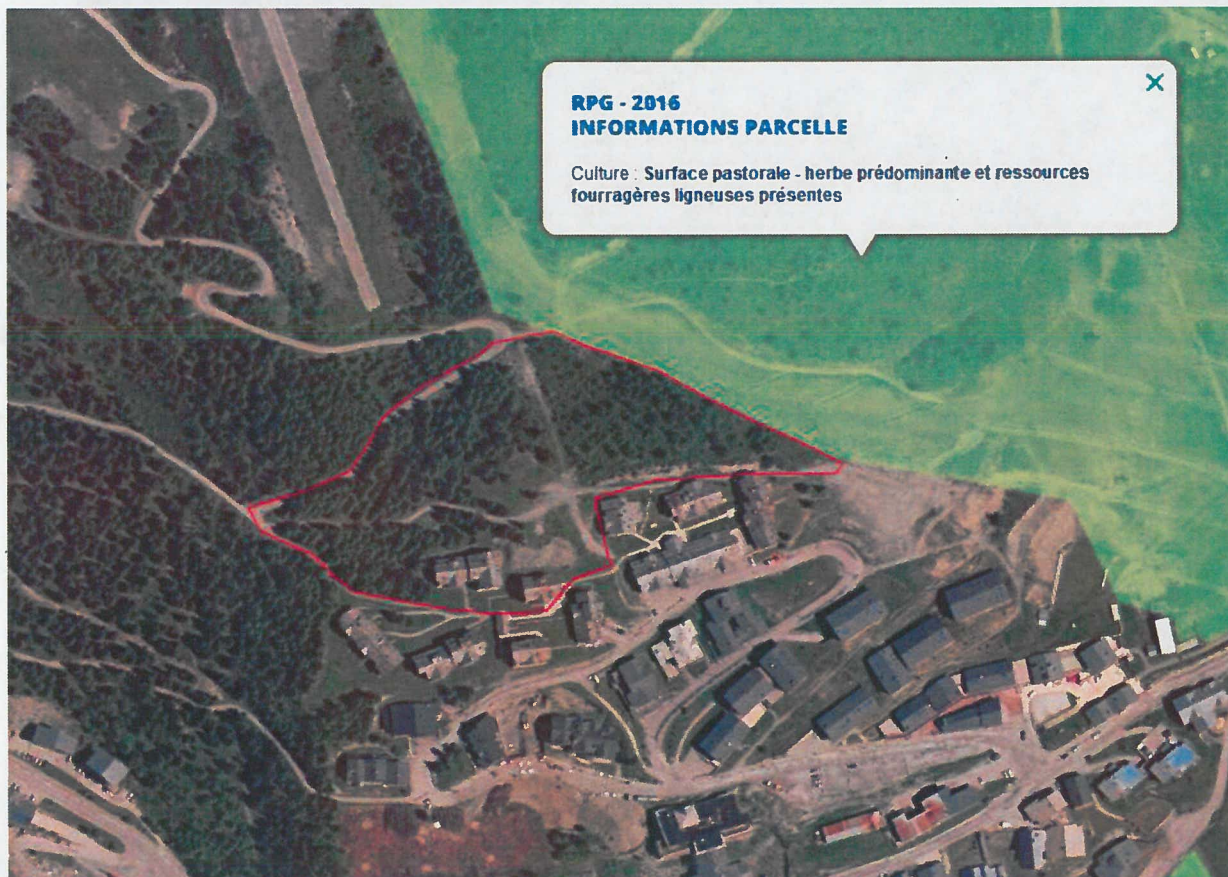 RPG - 2016
INFORMATIONS PARCELLE
Culture : Surface pastorale - herbe prédominante et ressources
fourragères ligneuses présentes